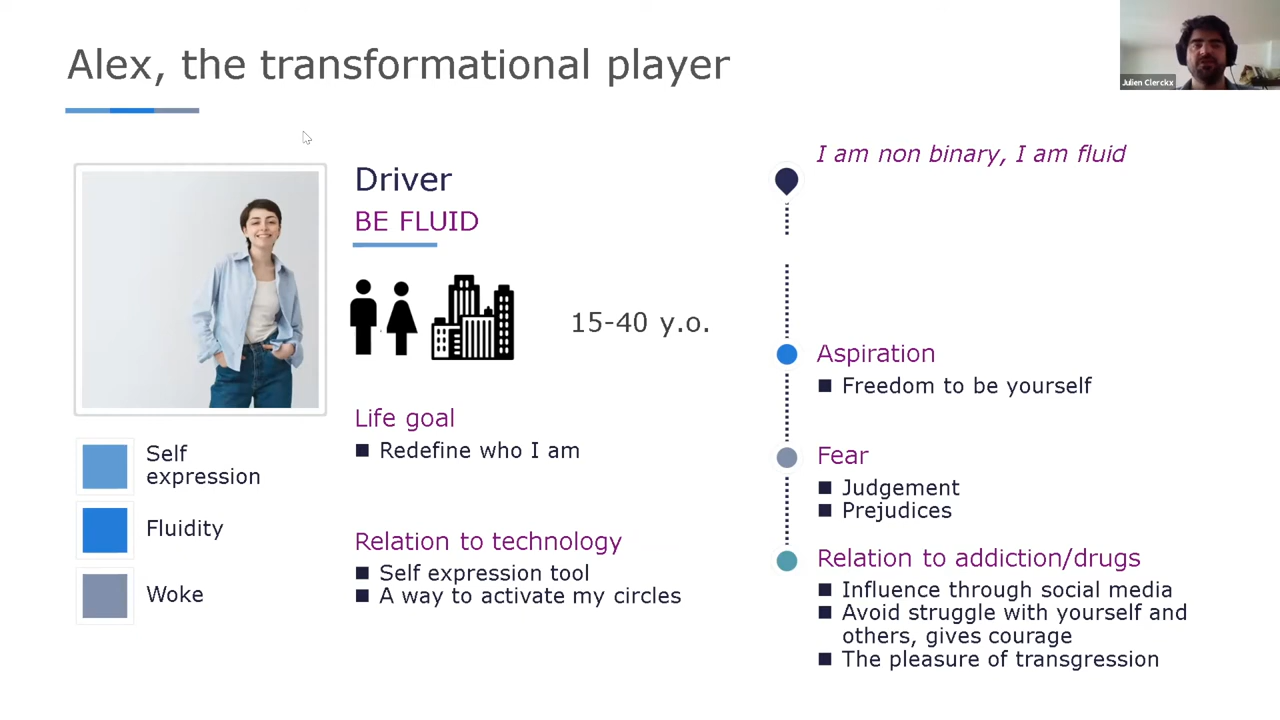 Alex, the transformational player
Julien Clerckx
I am non binary, I am fluid
Driver
BE FLUID
15-40 y.o.
Life goal
Redefine who I am
Relation to technology
Self expression tool
A way to activate my circles
Self
expression
Fluidity
Woke
Aspiration
Freedom to be yourself
Fear
Judgement
Prejudices
Relation to addiction/drugs
Influence through social media
Avoid struggle with yourself and
others, gives courage
The pleasure of transgression